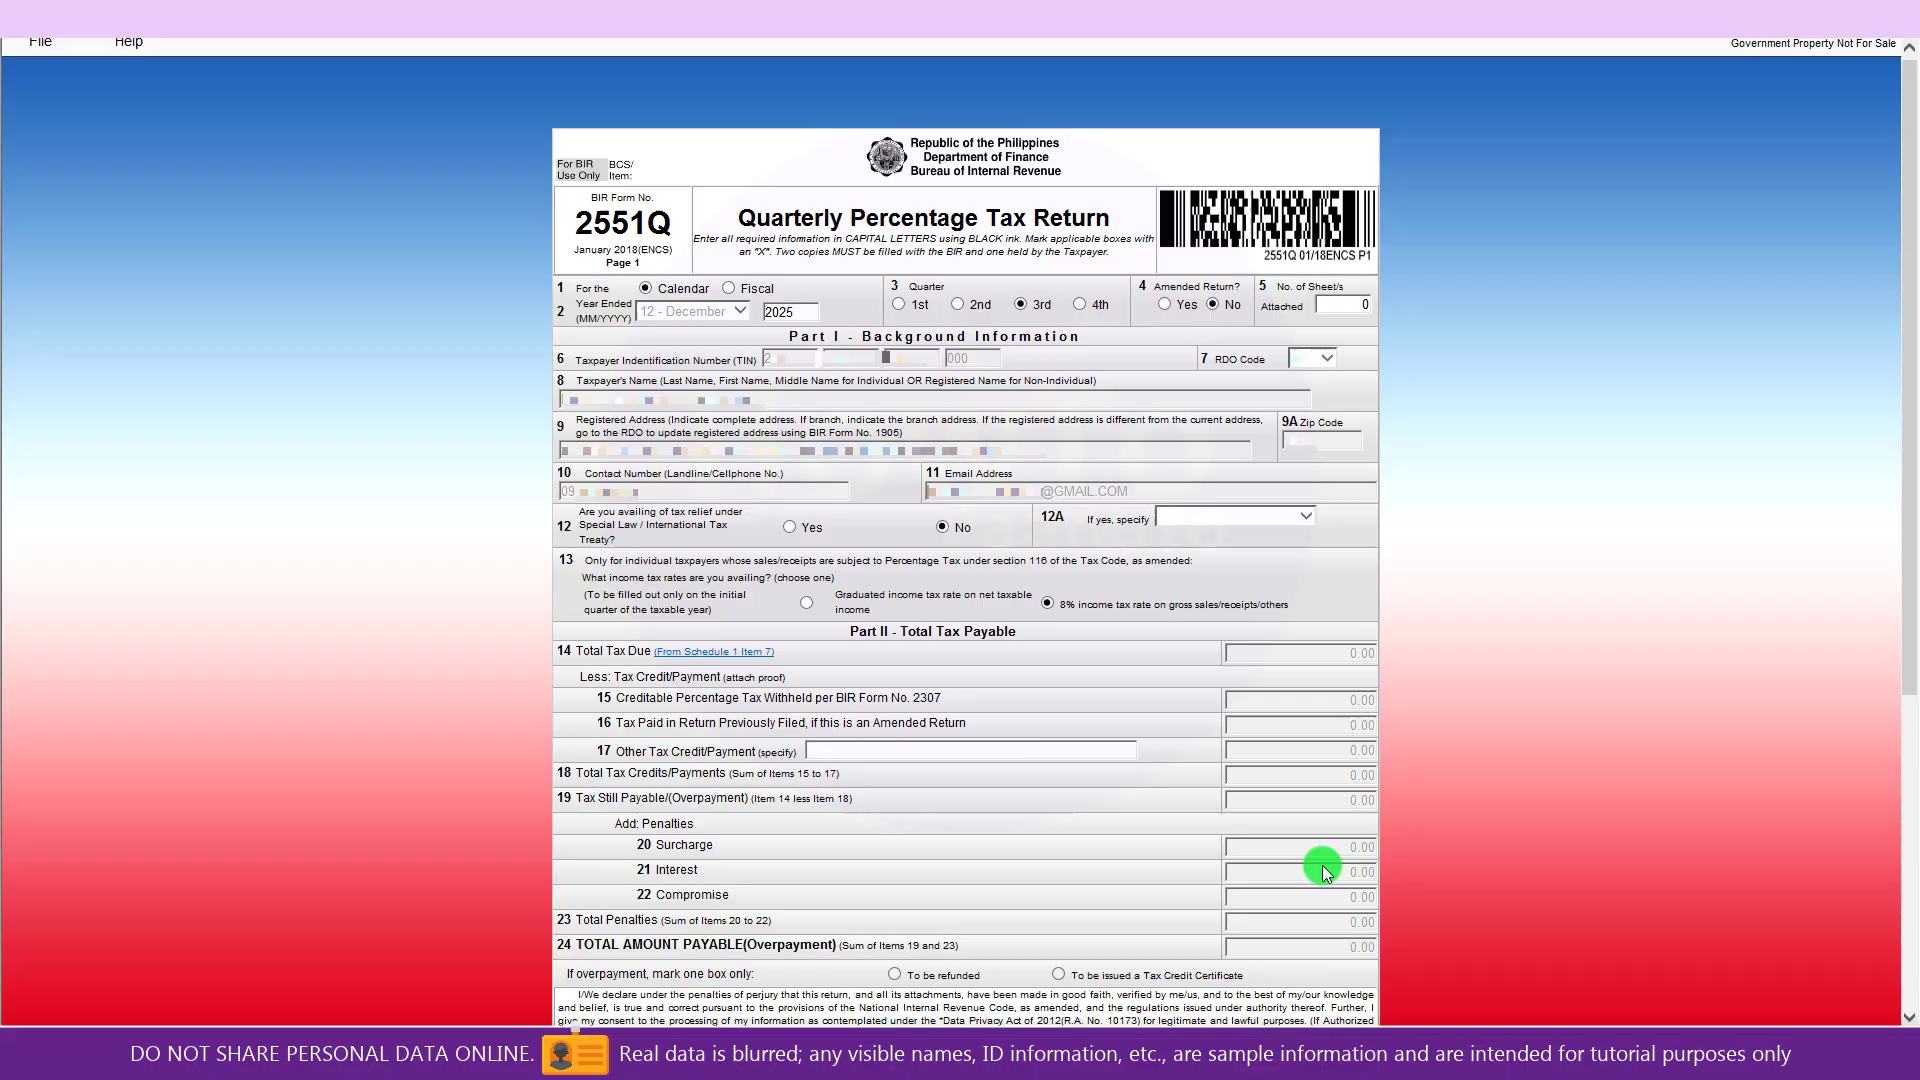 File Help
Government Property Not For Sale
For BIR Use Only BCS/ Item:
Republic of the Philippines
Department of Finance
Bureau of Internal Revenue
BIR Form No.
2551Q
January 2018(ENCS)
Page 1
Quarterly Percentage Tax Return
Enter all required infomation in CAPITAL LETTERS using BLACK ink. Mark applicable boxes with
an "X". Two copies MUST be filled with the BIR and one held by the Taxpayer.
2551Q 01/18ENCS P1
1 For the Calendar Fiscal
2 Year Ended (MM/YYYY) 12 - December 2025
3 Quarter
1st 2nd 3rd 4th
4 Amended Return?
Yes No
5 No. of Sheet/s
Attached 0
Part I - Background Information
6 Taxpayer Indentification Number (TIN) 2 000
7 RDO Code
8 Taxpayer's Name (Last Name, First Name, Middle Name for Individual OR Registered Name for Non-Individual)
9 Registered Address (Indicate complete address. If branch, indicate the branch address. If the registered address is different from the current address,
go to the RDO to update registered address using BIR Form No. 1905)
9A Zip Code
10 Contact Number (Landline/Cellphone No.)
09
11 Email Address
@GMAIL.COM
12 Are you availing of tax relief under
Special Law / International Tax
Treaty?
Yes No
12A If yes, specify
13 Only for individual taxpayers whose sales/receipts are subject to Percentage Tax under section 116 of the Tax Code, as amended:
What income tax rates are you availing? (choose one)
(To be filled out only on the initial
quarter of the taxable year)
Graduated income tax rate on net taxable
income
8% income tax rate on gross sales/receipts/others
Part II - Total Tax Payable
14 Total Tax Due (From Schedule 1 Item 7) 0.00
Less: Tax Credit/Payment (attach proof)
15 Creditable Percentage Tax Withheld per BIR Form No. 2307 0.00
16 Tax Paid in Return Previously Filed, if this is an Amended Return 0.00
17 Other Tax Credit/Payment (specify) 0.00
18 Total Tax Credits/Payments (Sum of Items 15 to 17) 0.00
19 Tax Still Payable/(Overpayment) (Item 14 less Item 18) 0.00
Add: Penalties
20 Surcharge 0.00
21 Interest 0.00
22 Compromise 0.00
23 Total Penalties (Sum of Items 20 to 22) 0.00
24 TOTAL AMOUNT PAYABLE(Overpayment) (Sum of Items 19 and 23) 0.00
If overpayment, mark one box only: To be refunded To be issued a Tax Credit Certificate
I/We declare under the penalties of perjury that this return, and all its attachments, have been made in good faith, verified by me/us, and to the best of my/our knowledge
and belief, is true and correct pursuant to the provisions of the National Internal Revenue Code, as amended, and the regulations issued under authority thereof. Further, I
give my consent to the processing of my information as contemplated under the *Data Privacy Act of 2012(R.A. No. 10173) for legitimate and lawful purposes. (If Authorized
DO NOT SHARE PERSONAL DATA ONLINE. Real data is blurred; any visible names, ID information, etc., are sample information and are intended for tutorial purposes only